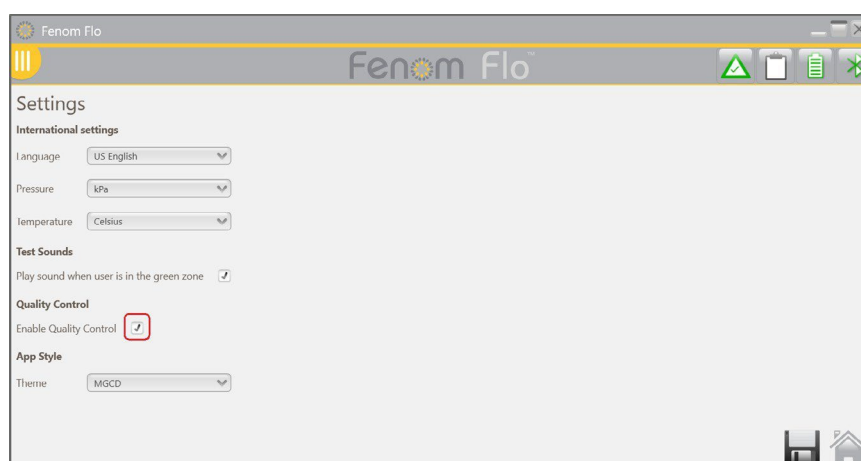 Fenom Flo
Fenom Flo™
Settings
International settings
Language US English
Pressure kPa
Temperature Celsius
Test Sounds
Play sound when user is in the green zone
Quality Control
Enable Quality Control
App Style
Theme MGCD